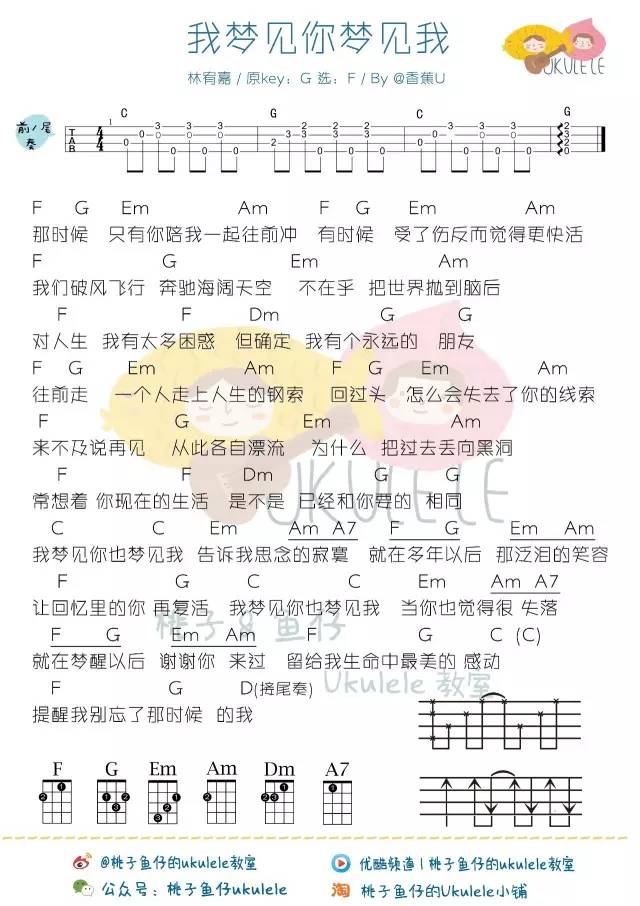 我梦见你梦见我
UKULELE
林宥嘉 / 原key：G 选：F / By @香蕉U
前/尾奏
C G C G
1
T A B 4 4
0 0 3 0 0 3 0 3 0 0 2 3 3 0 2 3 0 3 0 0 0 3 0 0 3 0 3 0 0 2 3 2 0
F G Em Am F G Em Am
那时候 只有你陪我一起往前冲 有时候 受了伤反而觉得更快活
F G Em Am
我们破风飞行 奔驰海阔天空 不在乎 把世界抛到脑后
F F Dm G G
对人生 我有太多困惑 但确定 我有个永远的 朋友
F G Em Am F G Em Am
往前走 一个人走上人生的钢索 回过头 怎么会失去了你的线索
F G Em Am
来不及说再见 从此各自漂流 为什么 把过去丢向黑洞
F F Dm G G
常想着 你现在的生活 是不是 已经和你要的 相同
UKULELE
C C Em Am A7 F G Em Am
我梦见你也梦见我 告诉我思念的寂寞 就在多年以后 那泛泪的笑容
F G C C Em Am A7
让回忆里的你 再复活 我梦见你也梦见我 当你也觉得很 失落
桃子&鱼仔
F G Em Am F G C (C)
就在梦醒以后 谢谢你 来过 留给我生命中最美的 感动
F G D(接尾奏)
Ukulele 教室
提醒我别忘了那时候 的我
F G Em Am Dm A7
@桃子鱼仔的ukulele教室
优酷频道 | 桃子鱼仔的ukulele教室
公众号：桃子鱼仔ukulele
淘 桃子鱼仔的Ukulele小铺